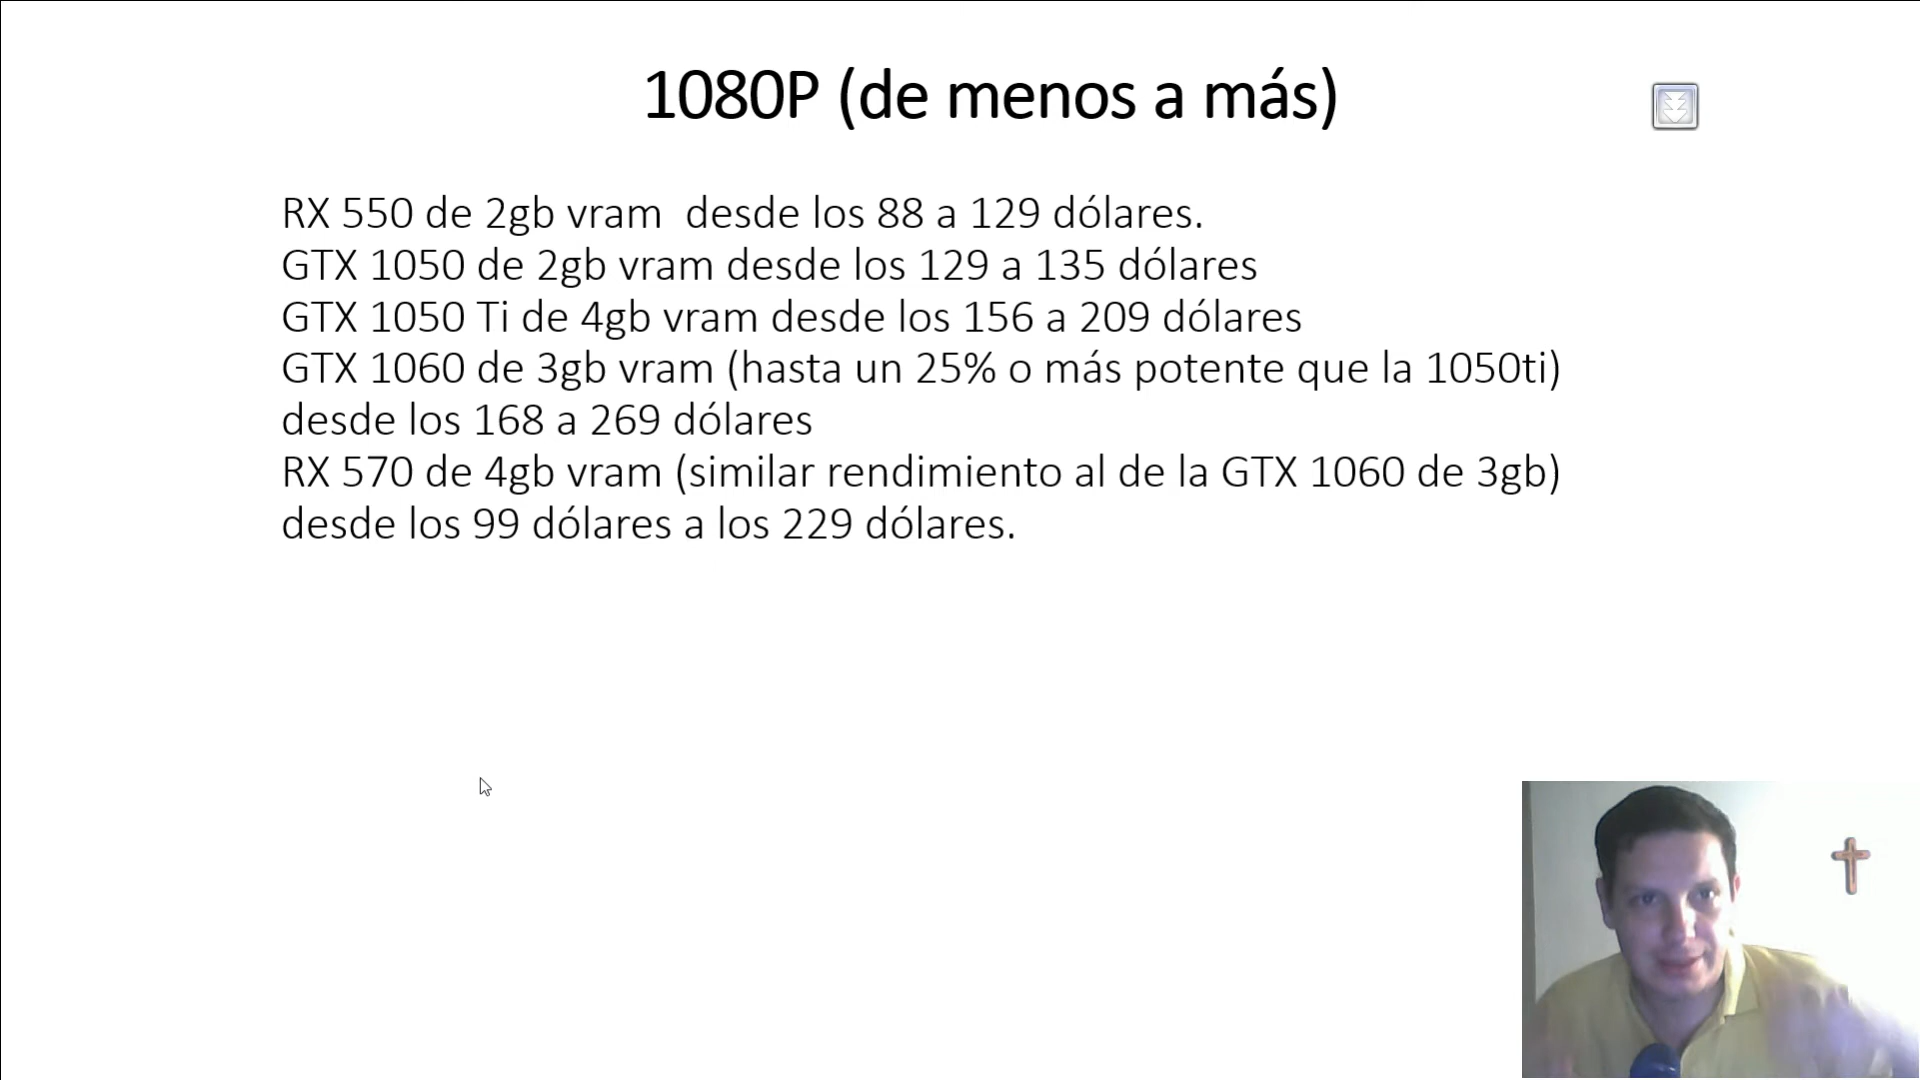 1080P (de menos a más)
RX 550 de 2gb vram  desde los 88 a 129 dólares.
GTX 1050 de 2gb vram desde los 129 a 135 dólares
GTX 1050 Ti de 4gb vram desde los 156 a 209 dólares
GTX 1060 de 3gb vram (hasta un 25% o más potente que la 1050ti)
desde los 168 a 269 dólares
RX 570 de 4gb vram (similar rendimiento al de la GTX 1060 de 3gb)
desde los 99 dólares a los 229 dólares.